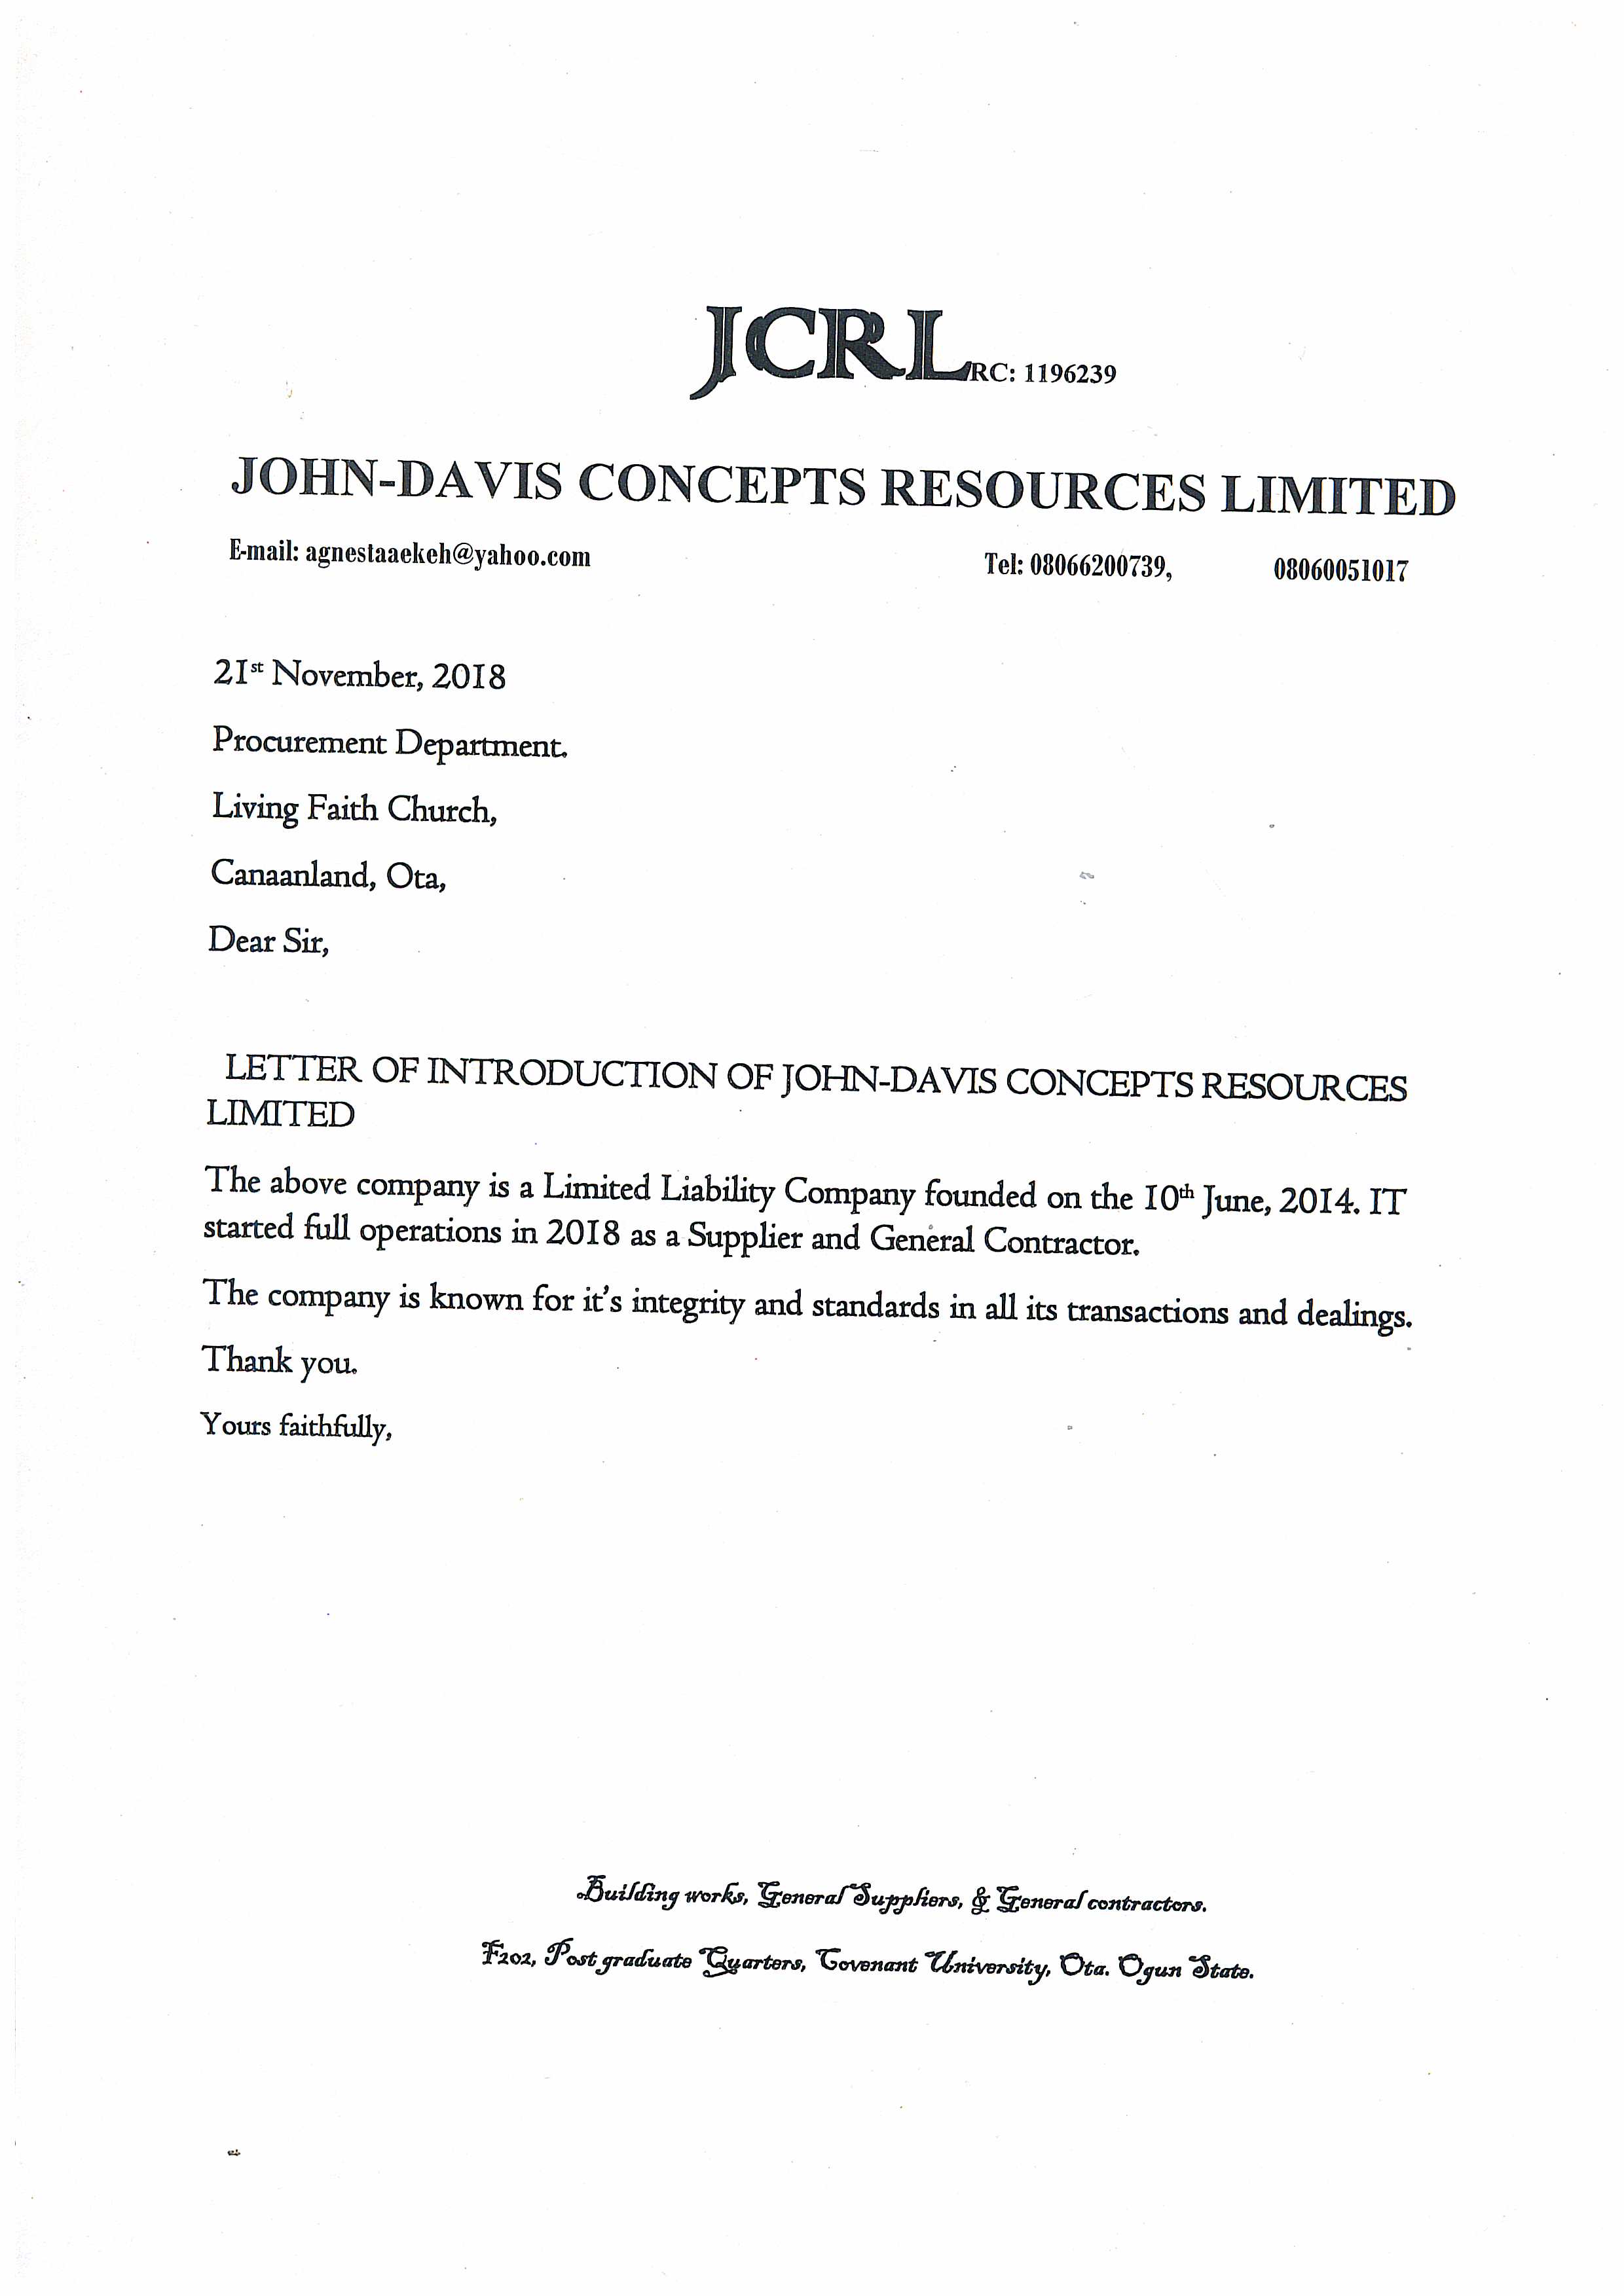 JCRL RC: 1196239
JOHN-DAVIS CONCEPTS RESOURCES LIMITED
E-mail: agnestaaekeh@yahoo.com Tel: 08066200739, 08060051017
21st November, 2018
Procurement Department.
Living Faith Church,
Canaanland, Ota,
Dear Sir,
LETTER OF INTRODUCTION OF JOHN-DAVIS CONCEPTS RESOURCES
LIMITED
The above company is a Limited Liability Company founded on the 10th June, 2014. IT
started full operations in 2018 as a Supplier and General Contractor.
The company is known for it's integrity and standards in all its transactions and dealings.
Thank you.
Yours faithfully,
Building works, General Suppliers, & General contractors.
F202, Post graduate Quarters, Covenant University, Ota. Ogun State.